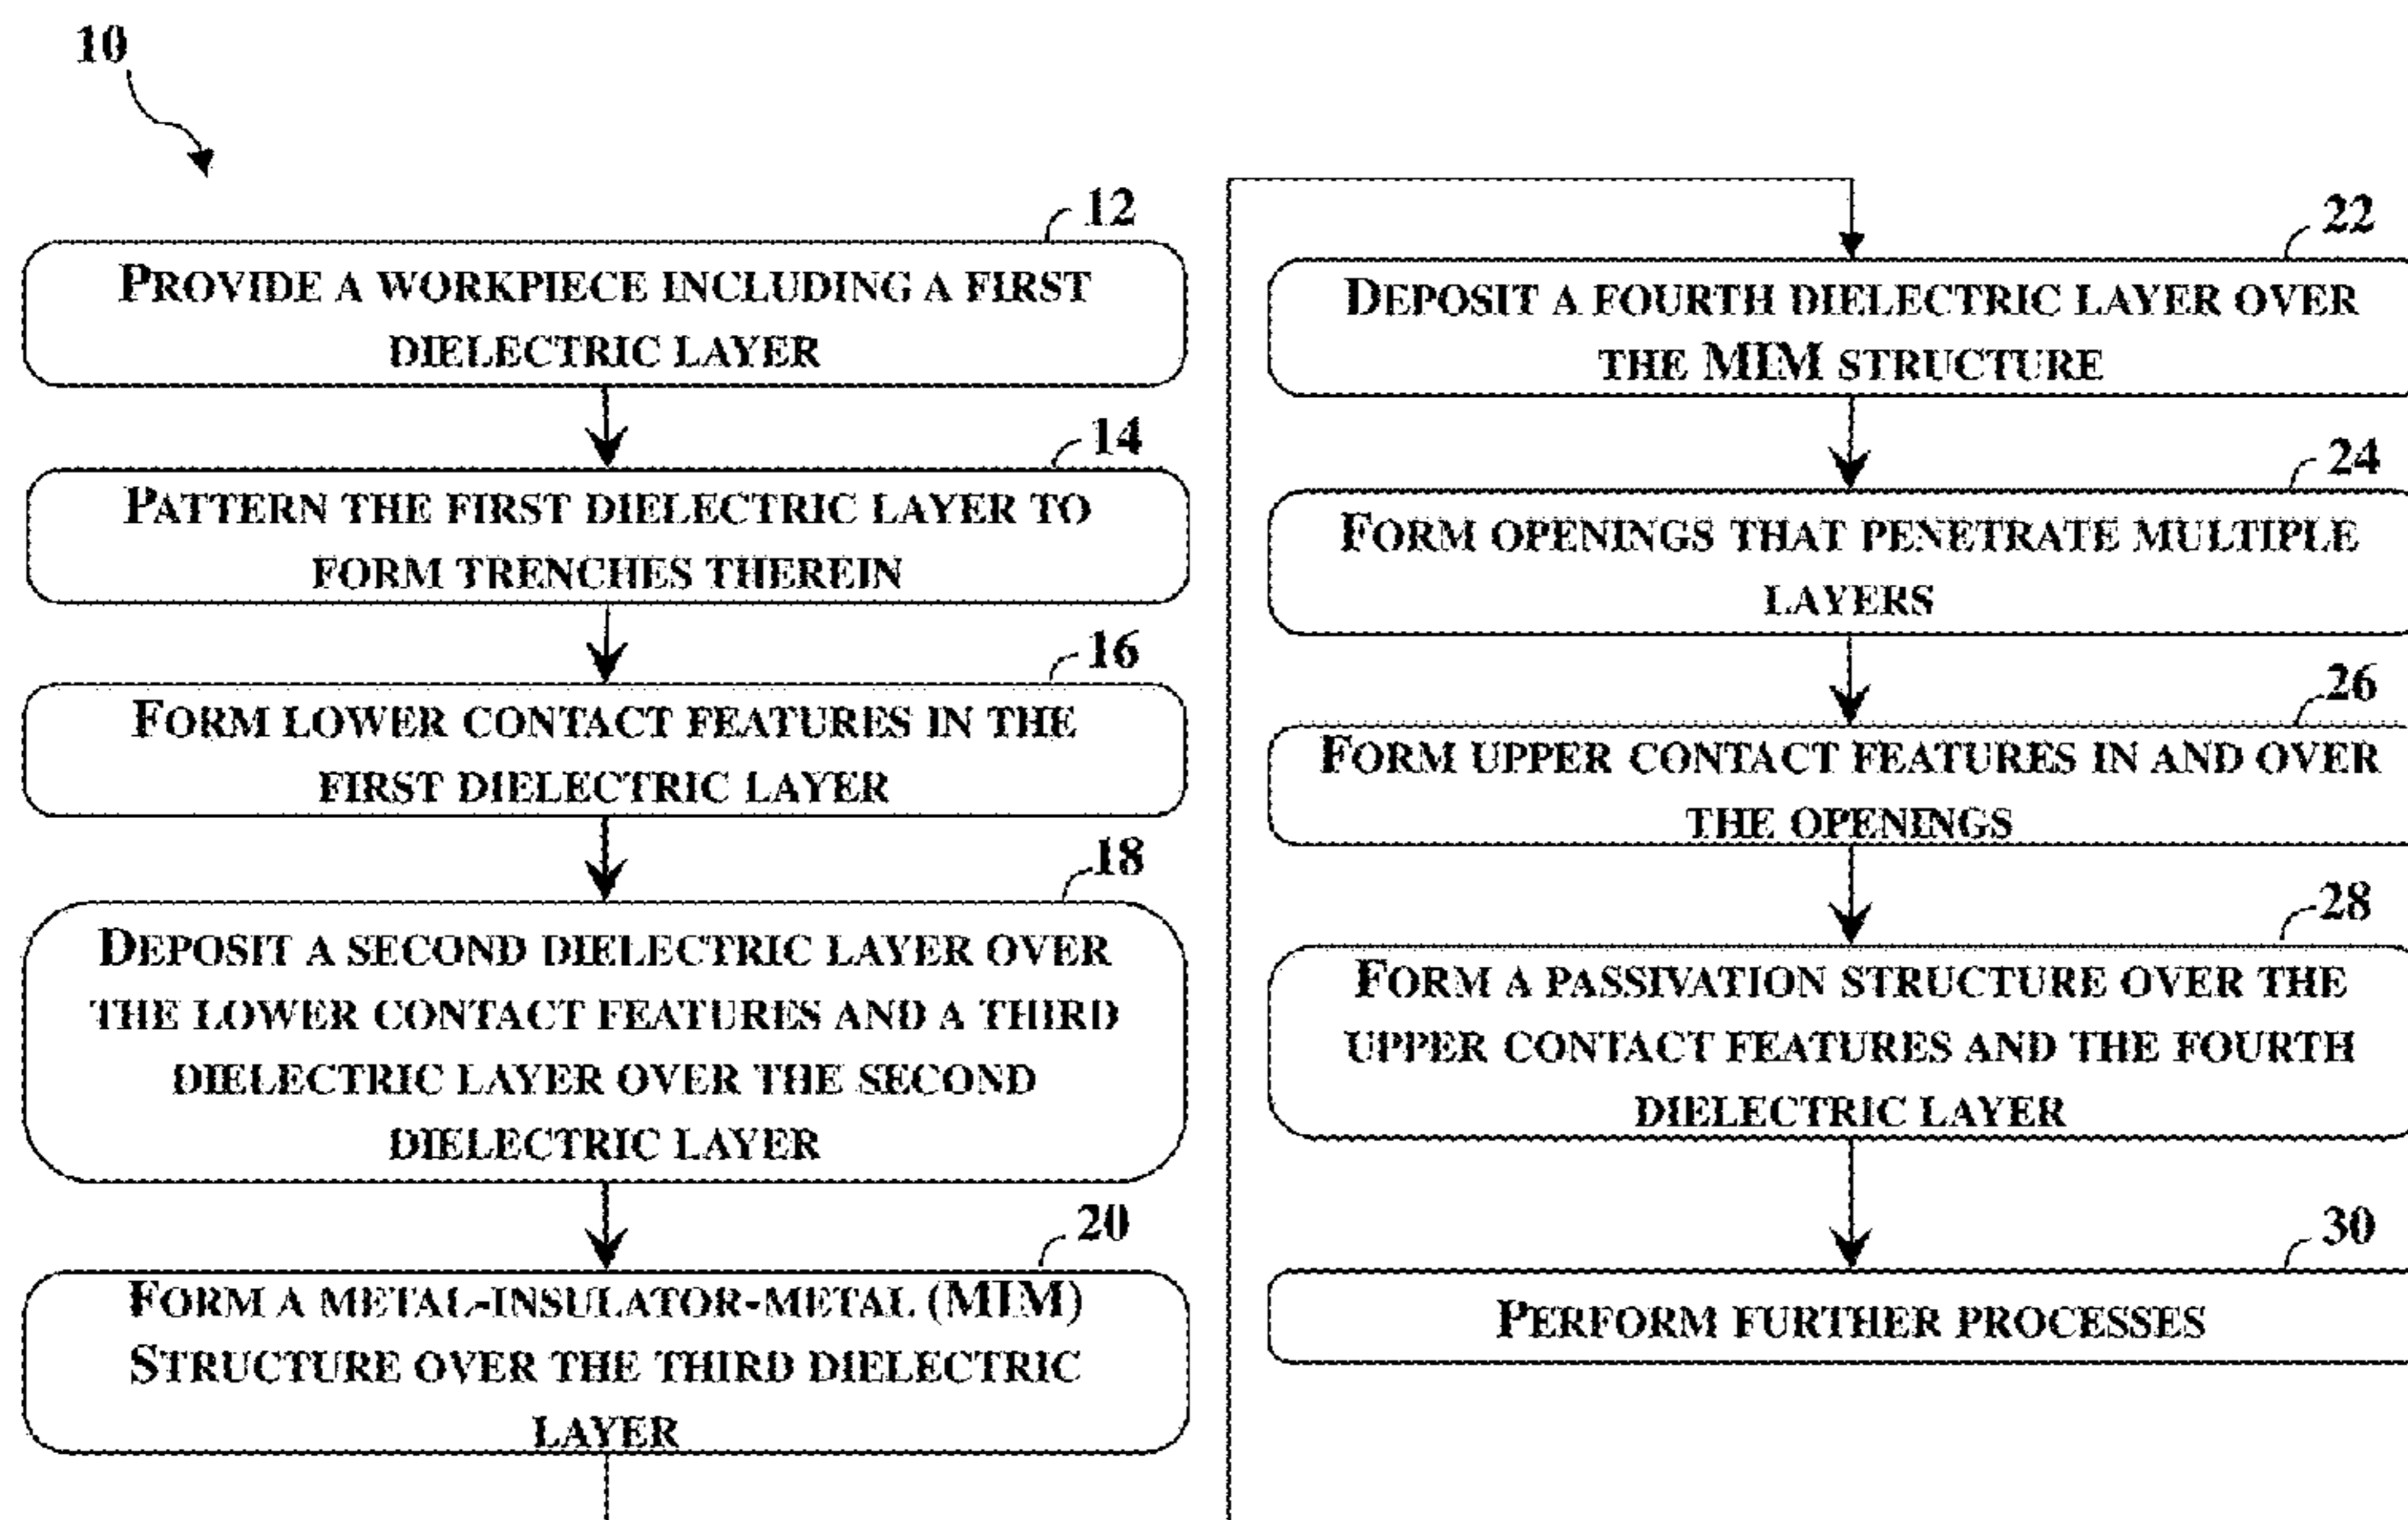 10
12
PROVIDE A WORKPIECE INCLUDING A FIRST
DIELECTRIC LAYER
14
PATTERN THE FIRST DIELECTRIC LAYER TO
FORM TRENCHES THEREIN
16
FORM LOWER CONTACT FEATURES IN THE
FIRST DIELECTRIC LAYER
18
DEPOSIT A SECOND DIELECTRIC LAYER OVER
THE LOWER CONTACT FEATURES AND A THIRD
DIELECTRIC LAYER OVER THE SECOND
DIELECTRIC LAYER
20
FORM A METAL-INSULATOR-METAL (MIM)
STRUCTURE OVER THE THIRD DIELECTRIC
LAYER
22
DEPOSIT A FOURTH DIELECTRIC LAYER OVER
THE MIM STRUCTURE
24
FORM OPENINGS THAT PENETRATE MULTIPLE
LAYERS
26
FORM UPPER CONTACT FEATURES IN AND OVER
THE OPENINGS
28
FORM A PASSIVATION STRUCTURE OVER THE
UPPER CONTACT FEATURES AND THE FOURTH
DIELECTRIC LAYER
30
PERFORM FURTHER PROCESSES